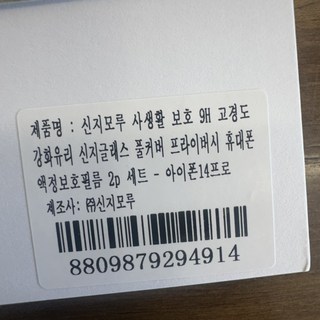 제품명 : 신지모루 사생활 보호 9H 고경도
강화유리 신지글래스 풀커버 프라이버시 휴대폰
액정보호필름 2p 세트 - 아이폰14프로
제조사: ㈜신지모루
8809879294914